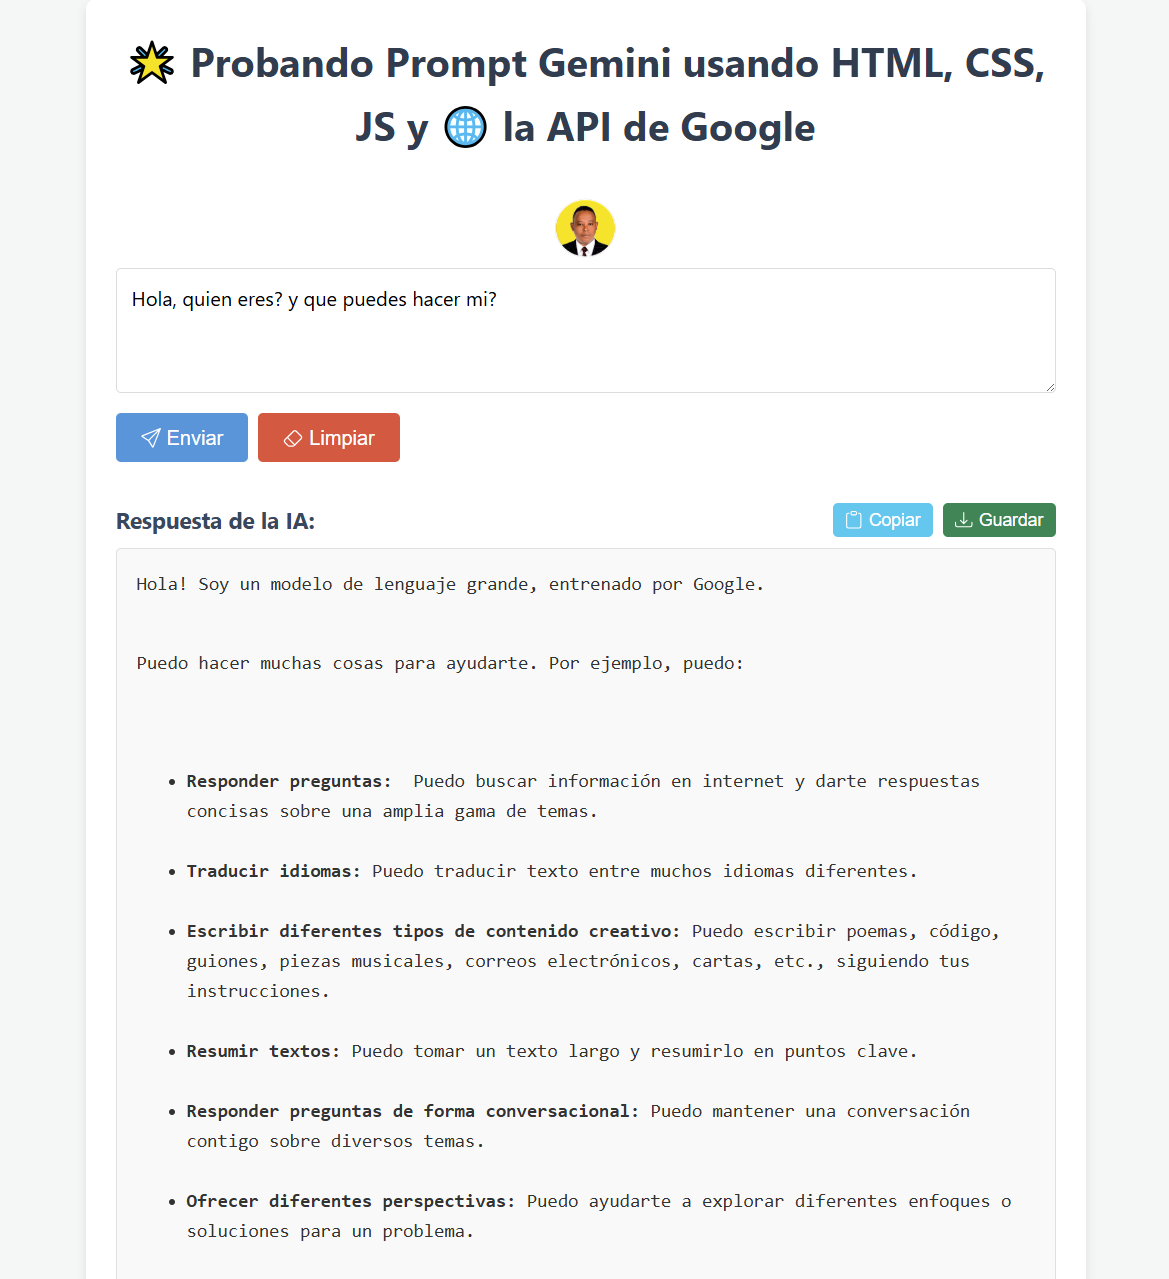 Probando Prompt Gemini usando HTML, CSS,
JS y la API de Google
Hola, quien eres? y que puedes hacer mi?
Enviar Limpiar
Respuesta de la IA: Copiar Guardar
Hola! Soy un modelo de lenguaje grande, entrenado por Google.
Puedo hacer muchas cosas para ayudarte. Por ejemplo, puedo:
• Responder preguntas:  Puedo buscar información en internet y darte respuestas
concisas sobre una amplia gama de temas.
• Traducir idiomas: Puedo traducir texto entre muchos idiomas diferentes.
• Escribir diferentes tipos de contenido creativo: Puedo escribir poemas, código,
guiones, piezas musicales, correos electrónicos, cartas, etc., siguiendo tus
instrucciones.
• Resumir textos: Puedo tomar un texto largo y resumirlo en puntos clave.
• Responder preguntas de forma conversacional: Puedo mantener una conversación
contigo sobre diversos temas.
• Ofrecer diferentes perspectivas: Puedo ayudarte a explorar diferentes enfoques o
soluciones para un problema.